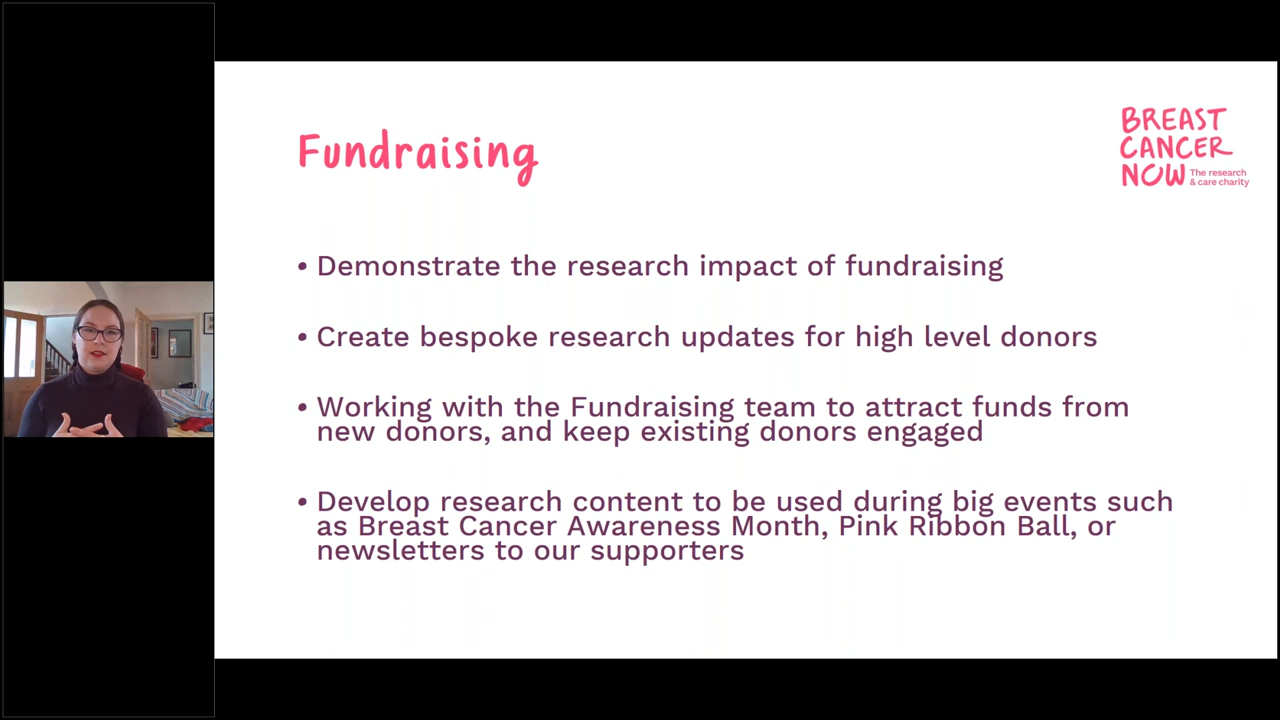 Fundraising
BREAST
CANCER
NOW The research
& care charity
• Demonstrate the research impact of fundraising
• Create bespoke research updates for high level donors
• Working with the Fundraising team to attract funds from
new donors, and keep existing donors engaged
• Develop research content to be used during big events such
as Breast Cancer Awareness Month, Pink Ribbon Ball, or
newsletters to our supporters